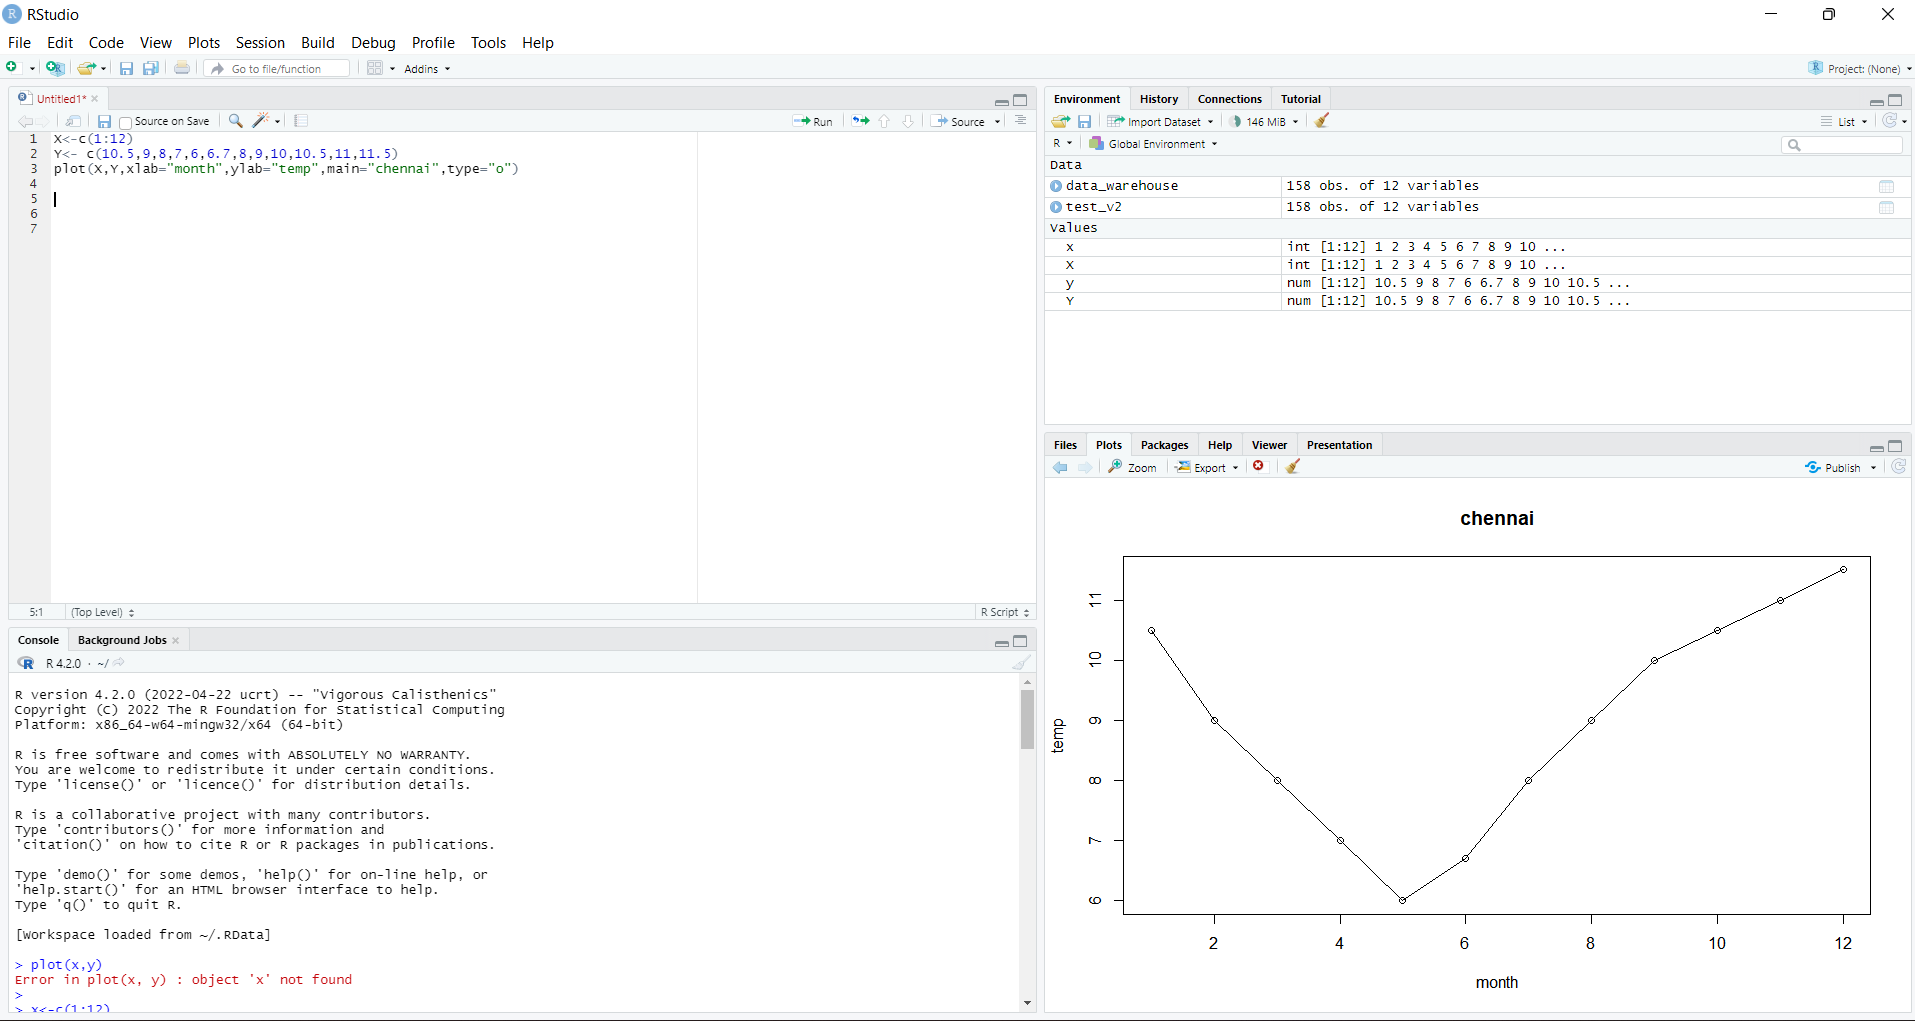 RStudio
File Edit Code View Plots Session Build Debug Profile Tools Help
Go to file/function Addins Project: (None)
Untitled1*
Source on Save Run Source
1 X<-c(1:12)
2 Y<- c(10.5,9,8,7,6,6.7,8,9,10,10.5,11,11.5)
3 plot(X,Y,xlab="month",ylab="temp",main="chennai",type="o")
4
5
6
7
5:1 (Top Level) R Script
Console Background Jobs
R 4.2.0 · ~/
R version 4.2.0 (2022-04-22 ucrt) -- "Vigorous Calisthenics"
Copyright (C) 2022 The R Foundation for Statistical Computing
Platform: x86_64-w64-mingw32/x64 (64-bit)
R is free software and comes with ABSOLUTELY NO WARRANTY.
You are welcome to redistribute it under certain conditions.
Type 'license()' or 'licence()' for distribution details.
R is a collaborative project with many contributors.
Type 'contributors()' for more information and
'citation()' on how to cite R or R packages in publications.
Type 'demo()' for some demos, 'help()' for on-line help, or
'help.start()' for an HTML browser interface to help.
Type 'q()' to quit R.
[Workspace loaded from ~/.RData]
> plot(x,y)
Error in plot(x, y) : object 'x' not found
>
> x<-c(1:12)
Environment History Connections Tutorial
Import Dataset 146 MiB List
R Global Environment
Data
data_warehouse 158 obs. of 12 variables
test_v2 158 obs. of 12 variables
Values
x int [1:12] 1 2 3 4 5 6 7 8 9 10 ...
X int [1:12] 1 2 3 4 5 6 7 8 9 10 ...
y num [1:12] 10.5 9 8 7 6 6.7 8 9 10 10.5 ...
Y num [1:12] 10.5 9 8 7 6 6.7 8 9 10 10.5 ...
Files Plots Packages Help Viewer Presentation
Zoom Export Publish
chennai
11
10
9
8
7
6
temp
2 4 6 8 10 12
month